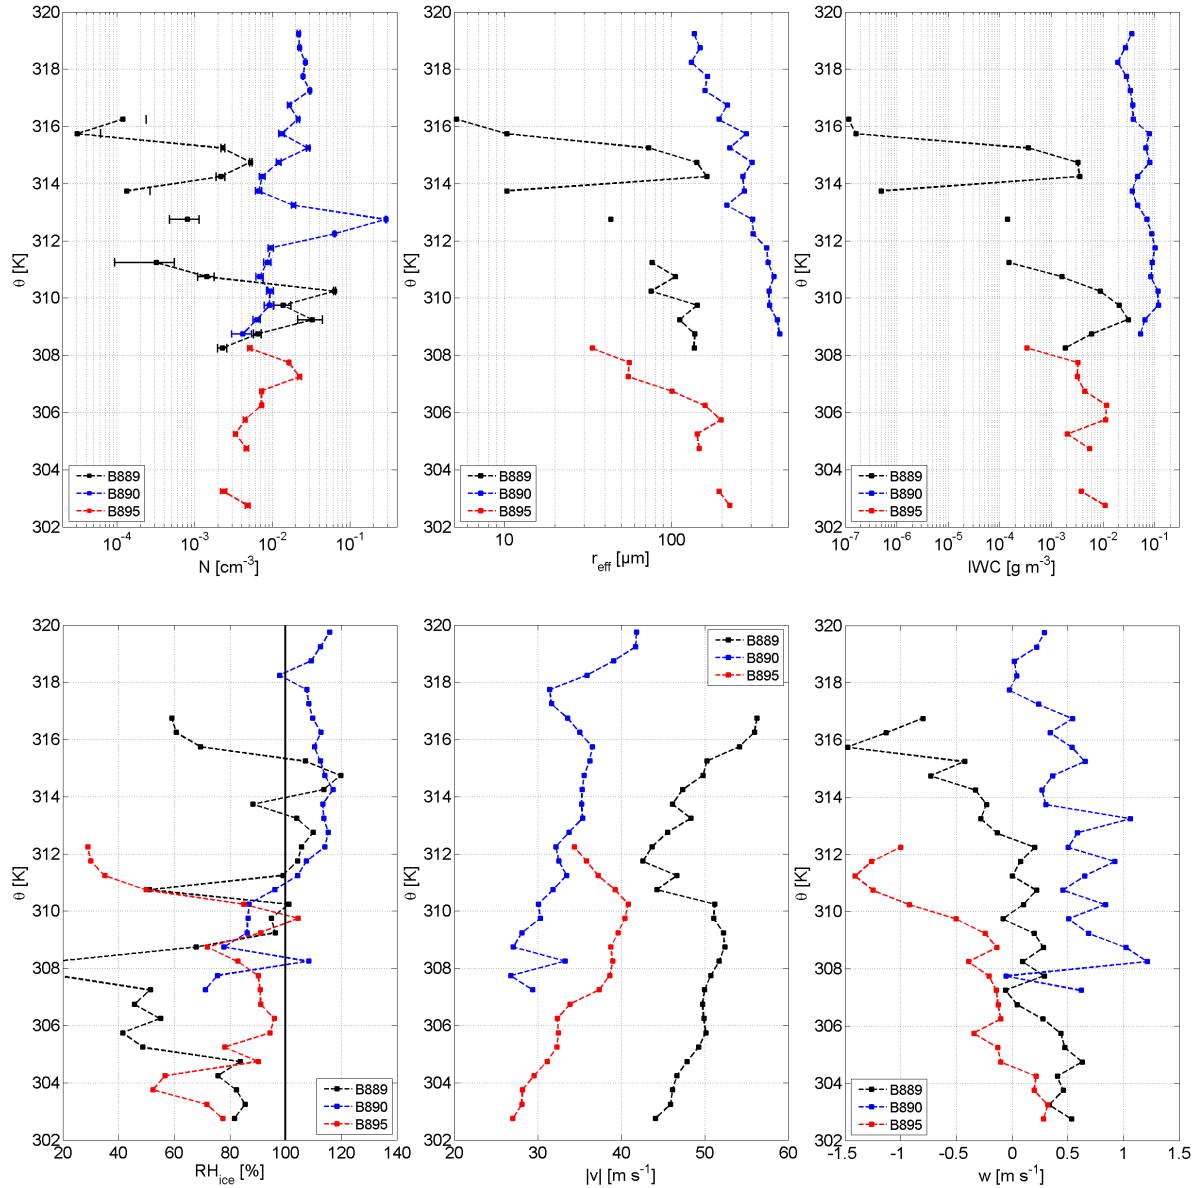 320
318
316
314
312
310
308
306
304
302
θ [K]
10⁻⁴ 10⁻³ 10⁻² 10⁻¹
N [cm⁻³]
B889
B890
B895
320
318
316
314
312
310
308
306
304
302
θ [K]
10 100
r_eff [µm]
B889
B890
B895
320
318
316
314
312
310
308
306
304
302
θ [K]
10⁻⁷ 10⁻⁶ 10⁻⁵ 10⁻⁴ 10⁻³ 10⁻² 10⁻¹
IWC [g m⁻³]
B889
B890
B895
320
318
316
314
312
310
308
306
304
302
θ [K]
20 40 60 80 100 120 140
RH_ice [%]
B889
B890
B895
320
318
316
314
312
310
308
306
304
302
θ [K]
20 30 40 50 60
|v| [m s⁻¹]
B889
B890
B895
320
318
316
314
312
310
308
306
304
302
θ [K]
-1.5 -1 -0.5 0 0.5 1 1.5
w [m s⁻¹]
B889
B890
B895